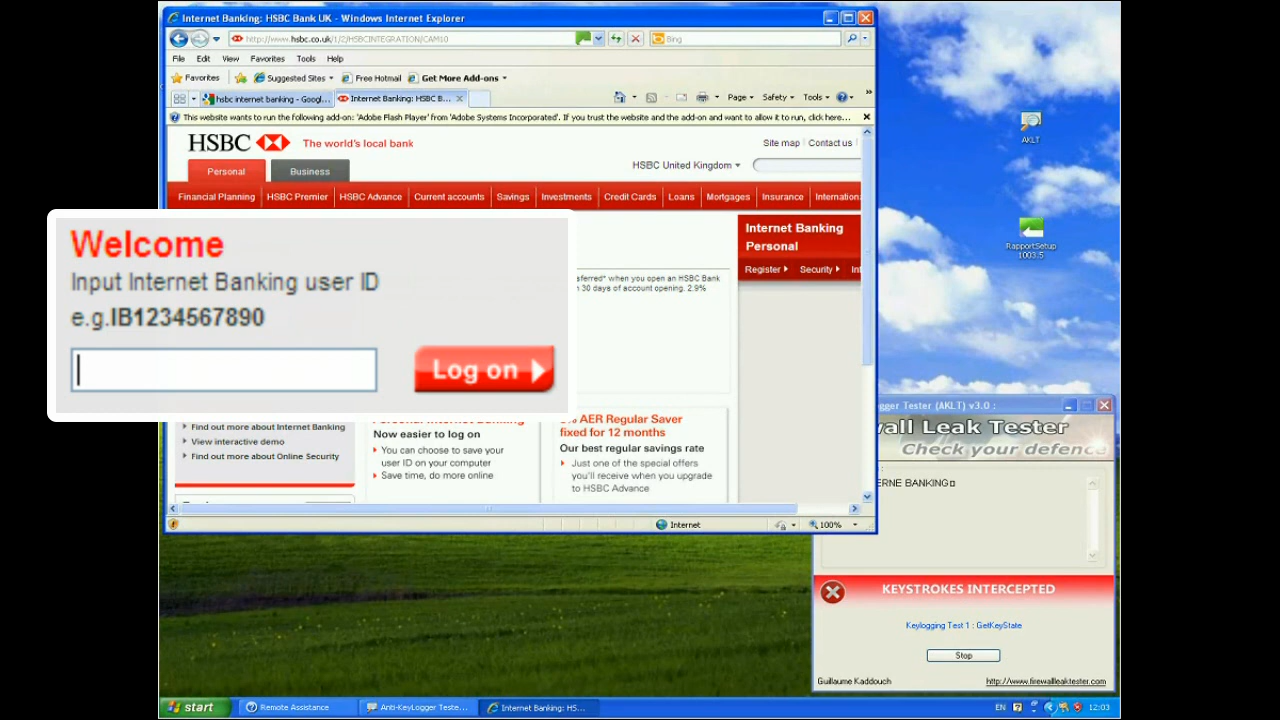 Internet Banking: HSBC Bank UK - Windows Internet Explorer
http://www.hsbc.co.uk/1/2/HSBCINTEGRATION/CAM10
Bing
File Edit View Favorites Tools Help
Favorites Suggested Sites Free Hotmail Get More Add-ons
hsbc internet banking - Googl... Internet Banking: HSBC B... Page Safety Tools
This website wants to run the following add-on: 'Adobe Flash Player' from 'Adobe Systems Incorporated'. If you trust the website and the add-on and want to allow it to run, click here...
HSBC The world's local bank
Site map Contact us
HSBC United Kingdom
Personal Business
Financial Planning HSBC Premier HSBC Advance Current accounts Savings Investments Credit Cards Loans Mortgages Insurance Internation
Welcome
Input Internet Banking user ID
e.g.IB1234567890
Log on
ferred* when you open an HSBC Bank
30 days of account opening. 2.9%
Internet Banking
Personal
Register Security Int
Find out more about Internet Banking
View interactive demo
Find out more about Online Security
Now easier to log on
You can choose to save your
user ID on your computer
Save time, do more online
AER Regular Saver
fixed for 12 months
Our best regular savings rate
Just one of the special offers
you'll receive when you upgrade
to HSBC Advance
Internet
100%
AKLT
RapportSetup
1003.5
gger Tester (AKLT) v3.0 :
wall Leak Tester
Check your defence
ERNE BANKING¤
KEYSTROKES INTERCEPTED
Keylogging Test 1 : GetKeyState
Stop
Guillaume Kaddouch http://www.firewallleaktester.com
start Remote Assistance Anti-KeyLogger Teste... Internet Banking: HS... EN 12:03